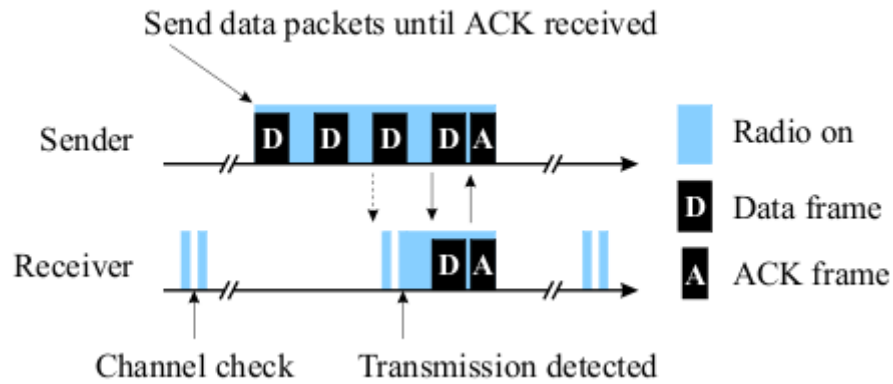 Send data packets until ACK received
Sender
D D D D A
Radio on
D Data frame
Receiver
D A
A ACK frame
Channel check
Transmission detected